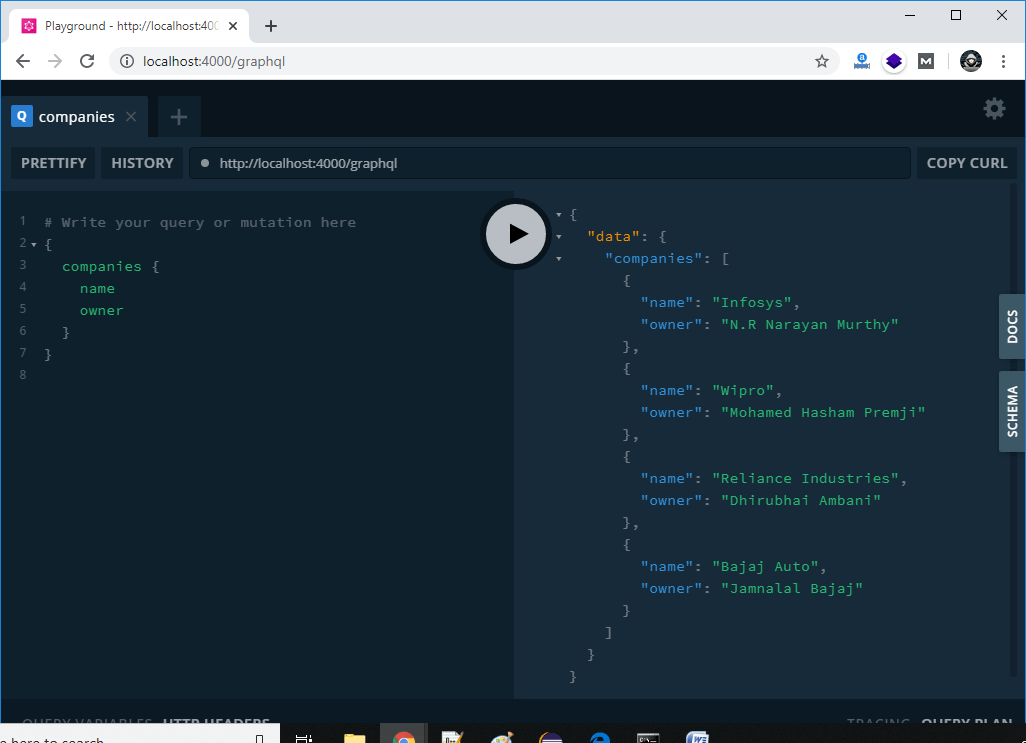 Playground - http://localhost:400
localhost:4000/graphql
a
M
Q companies
PRETTIFY HISTORY http://localhost:4000/graphql COPY CURL
1 # Write your query or mutation here
2 {
3 companies {
4 name
5 owner
6 }
7 }
8
{
"data": {
"companies": [
{
"name": "Infosys",
"owner": "N.R Narayan Murthy"
},
{
"name": "Wipro",
"owner": "Mohamed Hasham Premji"
},
{
"name": "Reliance Industries",
"owner": "Dhirubhai Ambani"
},
{
"name": "Bajaj Auto",
"owner": "Jamnalal Bajaj"
}
]
}
}
DOCS
SCHEMA
QUERY VARIABLES HTTP HEADERS TRACING QUERY PLAN
e here to search